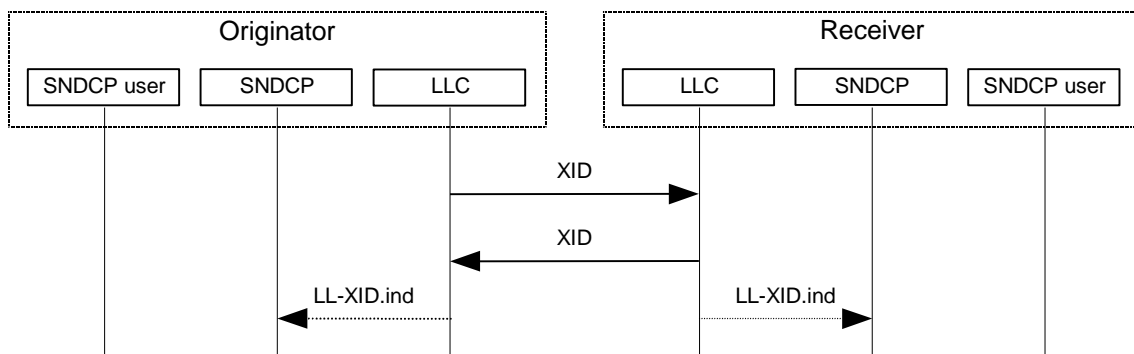 Originator
Receiver
SNDCP user
SNDCP
LLC
LLC
SNDCP
SNDCP user
XID
XID
LL-XID.ind
LL-XID.ind